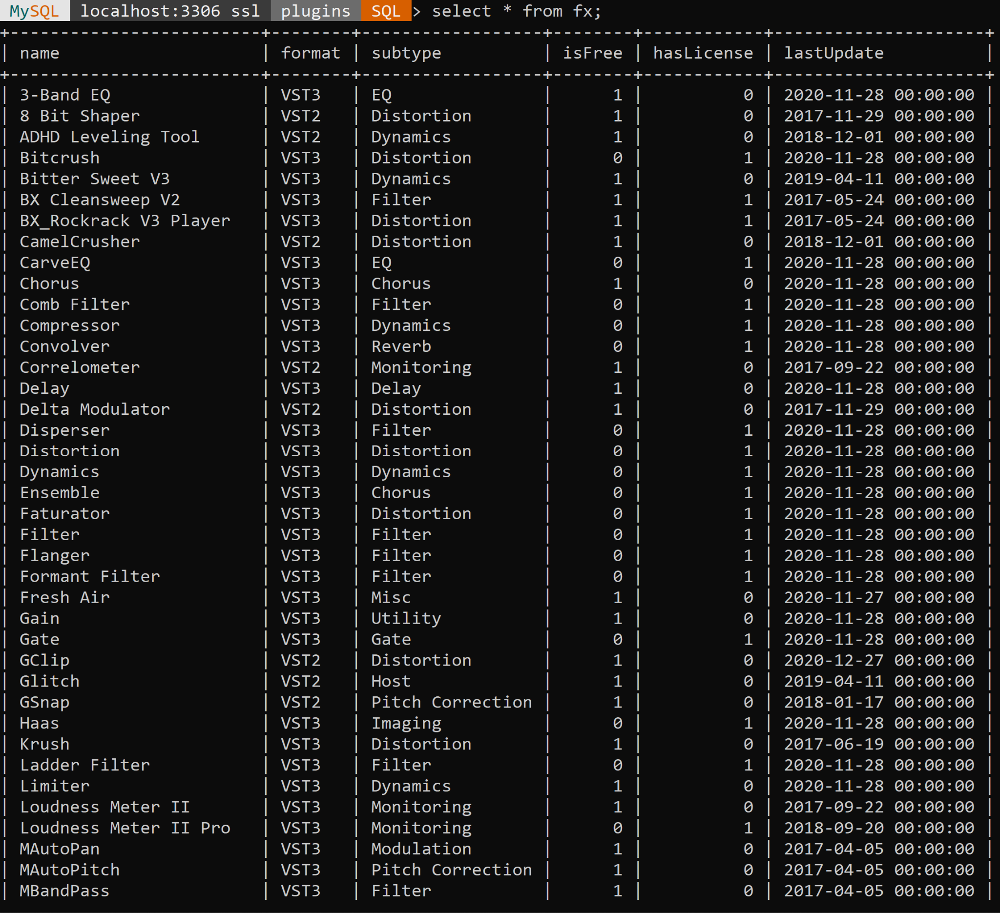 MySQL localhost:3306 ssl plugins SQL > select * from fx;
+-------------------------+--------+------------------+--------+------------+---------------------+
| name                    | format | subtype          | isFree | hasLicense | lastUpdate          |
+-------------------------+--------+------------------+--------+------------+---------------------+
| 3-Band EQ               | VST3   | EQ               |      1 |          0 | 2020-11-28 00:00:00 |
| 8 Bit Shaper            | VST2   | Distortion       |      1 |          0 | 2017-11-29 00:00:00 |
| ADHD Leveling Tool      | VST2   | Dynamics         |      1 |          0 | 2018-12-01 00:00:00 |
| Bitcrush                | VST3   | Distortion       |      0 |          1 | 2020-11-28 00:00:00 |
| Bitter Sweet V3         | VST3   | Dynamics         |      1 |          0 | 2019-04-11 00:00:00 |
| BX Cleansweep V2        | VST3   | Filter           |      1 |          1 | 2017-05-24 00:00:00 |
| BX_Rockrack V3 Player   | VST3   | Distortion       |      1 |          1 | 2017-05-24 00:00:00 |
| CamelCrusher            | VST2   | Distortion       |      1 |          0 | 2018-12-01 00:00:00 |
| CarveEQ                 | VST3   | EQ               |      0 |          1 | 2020-11-28 00:00:00 |
| Chorus                  | VST3   | Chorus           |      1 |          0 | 2020-11-28 00:00:00 |
| Comb Filter             | VST3   | Filter           |      0 |          1 | 2020-11-28 00:00:00 |
| Compressor              | VST3   | Dynamics         |      0 |          1 | 2020-11-28 00:00:00 |
| Convolver               | VST3   | Reverb           |      0 |          1 | 2020-11-28 00:00:00 |
| Correlometer            | VST2   | Monitoring       |      1 |          0 | 2017-09-22 00:00:00 |
| Delay                   | VST3   | Delay            |      1 |          0 | 2020-11-28 00:00:00 |
| Delta Modulator         | VST2   | Distortion       |      1 |          0 | 2017-11-29 00:00:00 |
| Disperser               | VST3   | Filter           |      0 |          1 | 2020-11-28 00:00:00 |
| Distortion              | VST3   | Distortion       |      0 |          1 | 2020-11-28 00:00:00 |
| Dynamics                | VST3   | Dynamics         |      0 |          1 | 2020-11-28 00:00:00 |
| Ensemble                | VST3   | Chorus           |      0 |          1 | 2020-11-28 00:00:00 |
| Faturator               | VST3   | Distortion       |      0 |          1 | 2020-11-28 00:00:00 |
| Filter                  | VST3   | Filter           |      0 |          1 | 2020-11-28 00:00:00 |
| Flanger                 | VST3   | Filter           |      0 |          1 | 2020-11-28 00:00:00 |
| Formant Filter          | VST3   | Filter           |      0 |          1 | 2020-11-28 00:00:00 |
| Fresh Air               | VST3   | Misc             |      1 |          0 | 2020-11-27 00:00:00 |
| Gain                    | VST3   | Utility          |      1 |          0 | 2020-11-28 00:00:00 |
| Gate                    | VST3   | Gate             |      0 |          1 | 2020-11-28 00:00:00 |
| GClip                   | VST2   | Distortion       |      1 |          0 | 2020-12-27 00:00:00 |
| Glitch                  | VST2   | Host             |      1 |          0 | 2019-04-11 00:00:00 |
| GSnap                   | VST2   | Pitch Correction |      1 |          0 | 2018-01-17 00:00:00 |
| Haas                    | VST3   | Imaging          |      0 |          1 | 2020-11-28 00:00:00 |
| Krush                   | VST3   | Distortion       |      1 |          0 | 2017-06-19 00:00:00 |
| Ladder Filter           | VST3   | Filter           |      0 |          1 | 2020-11-28 00:00:00 |
| Limiter                 | VST3   | Dynamics         |      1 |          0 | 2020-11-28 00:00:00 |
| Loudness Meter II       | VST3   | Monitoring       |      1 |          0 | 2017-09-22 00:00:00 |
| Loudness Meter II Pro   | VST3   | Monitoring       |      0 |          1 | 2018-09-20 00:00:00 |
| MAutoPan                | VST3   | Modulation       |      1 |          0 | 2017-04-05 00:00:00 |
| MAutoPitch              | VST3   | Pitch Correction |      1 |          0 | 2017-04-05 00:00:00 |
| MBandPass               | VST3   | Filter           |      1 |          0 | 2017-04-05 00:00:00 |